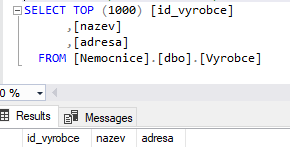 SELECT TOP (1000) [id_vyrobce]
,[nazev]
,[adresa]
FROM [Nemocnice].[dbo].[Vyrobce]
0 %
Results Messages
id_vyrobce nazev adresa